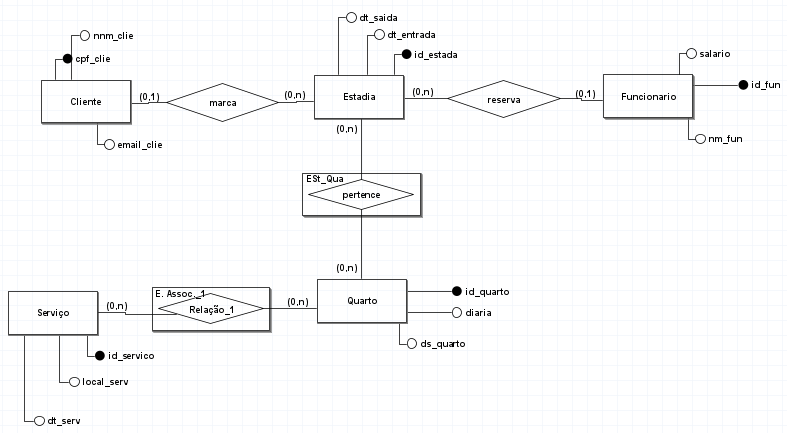 dt_saida
nnm_clie
dt_entrada
cpf_clie
id_estada
salario
Cliente
(0,1)
marca
(0,n)
Estadia
(0,n)
reserva
(0,1)
Funcionario
id_fun
email_clie
(0,n)
nm_fun
ESt_Qua
pertence
(0,n)
Serviço
(0,n)
E. Assoc._1
Relação_1
(0,n)
Quarto
id_quarto
diaria
ds_quarto
id_servico
local_serv
dt_serv